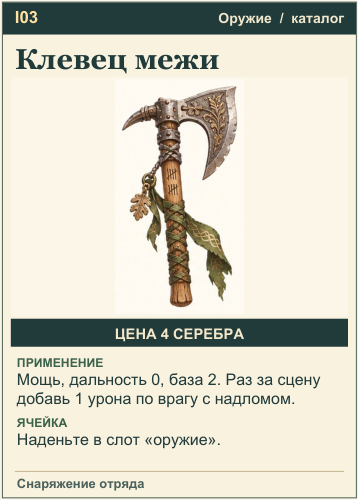 I03
Оружие / каталог
Клевец межи
ЦЕНА 4 СЕРЕБРА
ПРИМЕНЕНИЕ
Мощь, дальность 0, база 2. Раз за сцену
добавь 1 урона по врагу с надломом.
ЯЧЕЙКА
Наденьте в слот «оружие».
Снаряжение отряда